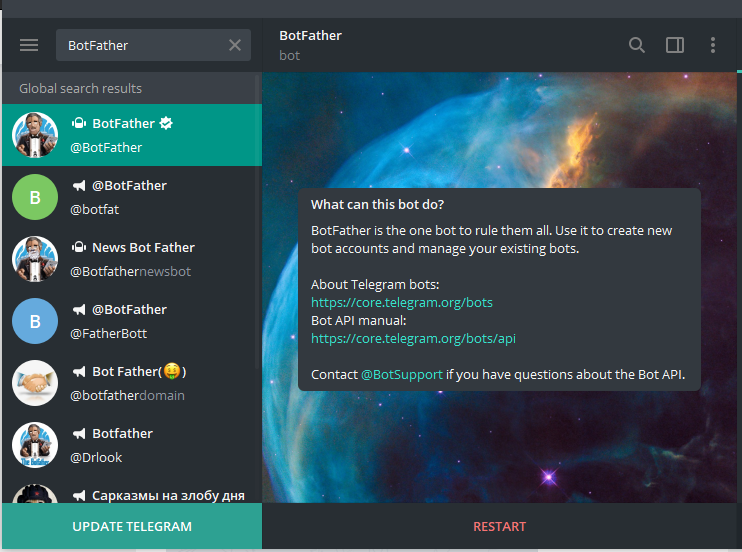 BotFather
Global search results
BotFather
@BotFather
B
@BotFather
@botfat
News Bot Father
@Botfathernewsbot
B
@BotFather
@FatherBott
Bot Father(🤑)
@botfatherdomain
Botfather
@Drlook
The Botfather
Сарказмы на злобу дня
UPDATE TELEGRAM
BotFather
bot
What can this bot do?
BotFather is the one bot to rule them all. Use it to create new
bot accounts and manage your existing bots.
About Telegram bots:
https://core.telegram.org/bots
Bot API manual:
https://core.telegram.org/bots/api
Contact @BotSupport if you have questions about the Bot API.
RESTART